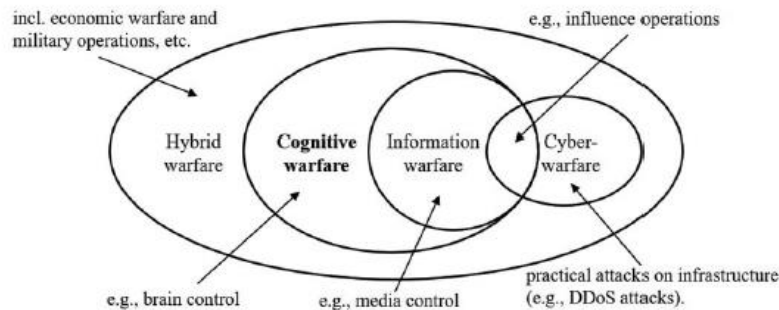 incl. economic warfare and
military operations, etc.
e.g., influence operations
Hybrid
warfare
Cognitive
warfare
Information
warfare
Cyber-
warfare
practical attacks on infrastructure
(e.g., DDoS attacks).
e.g., brain control
e.g., media control